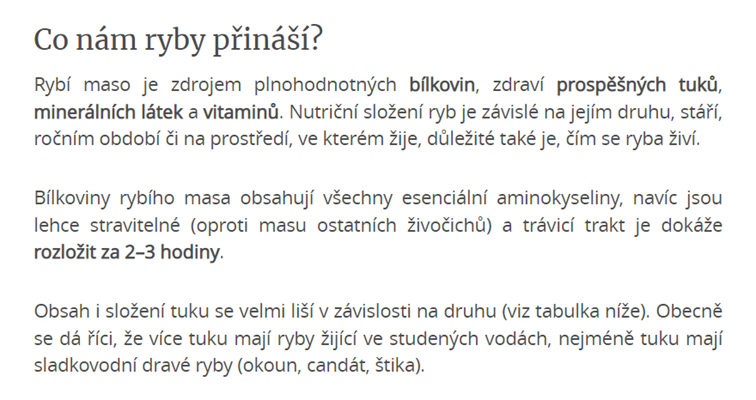 Co nám ryby přináší?
Rybí maso je zdrojem plnohodnotných bílkovin, zdraví prospěšných tuků,
minerálních látek a vitaminů. Nutriční složení ryb je závislé na jejím druhu, stáří,
ročním období či na prostředí, ve kterém žije, důležité také je, čím se ryba živí.
Bílkoviny rybího masa obsahují všechny esenciální aminokyseliny, navíc jsou
lehce stravitelné (oproti masu ostatních živočichů) a trávicí trakt je dokáže
rozložit za 2–3 hodiny.
Obsah i složení tuku se velmi liší v závislosti na druhu (viz tabulka níže). Obecně
se dá říci, že více tuku mají ryby žijící ve studených vodách, nejméně tuku mají
sladkovodní dravé ryby (okoun, candát, štika).